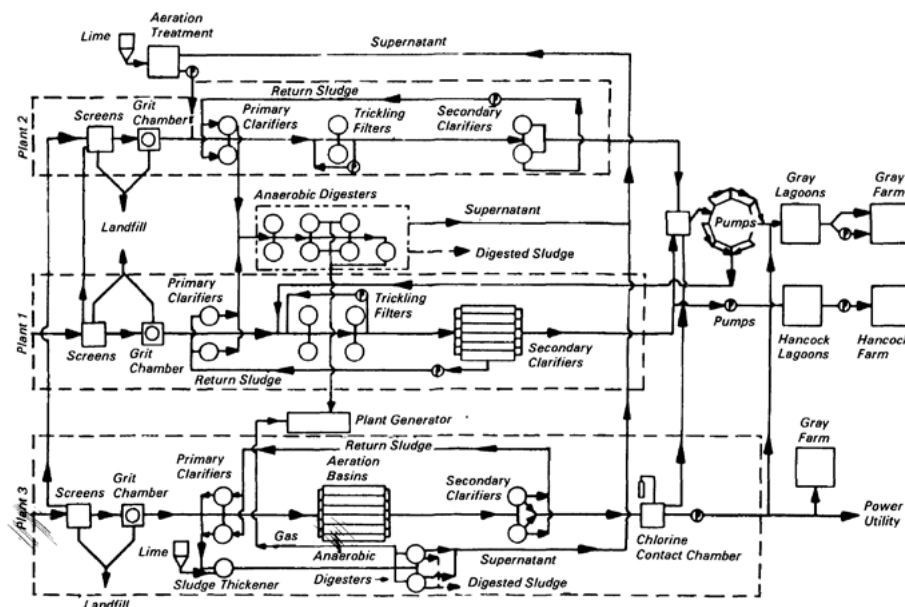 Aeration
Treatment
Lime
Supernatant
Plant 2
Screens
Grit
Chamber
Return Sludge
Primary
Clarifiers
Trickling
Filters
Secondary
Clarifiers
P
P
P
Landfill
Anaerobic Digesters
Supernatant
Digested Sludge
Pumps
Gray
Lagoons
Gray
Farm
P
Plant 1
Screens
Grit
Chamber
Primary
Clarifiers
P
Trickling
Filters
Return Sludge
P
Secondary
Clarifiers
P
Pumps
Hancock
Lagoons
P
Hancock
Farm
Plant Generator
Plant 3
Screens
Grit
Chamber
Primary
Clarifiers
Return Sludge
Aeration
Basins
Secondary
Clarifiers
Gray
Farm
P
Power
Utility
Chlorine
Contact Chamber
Lime
Gas
Sludge Thickener
Anaerobic
Digesters
Supernatant
Digested Sludge
Landfill